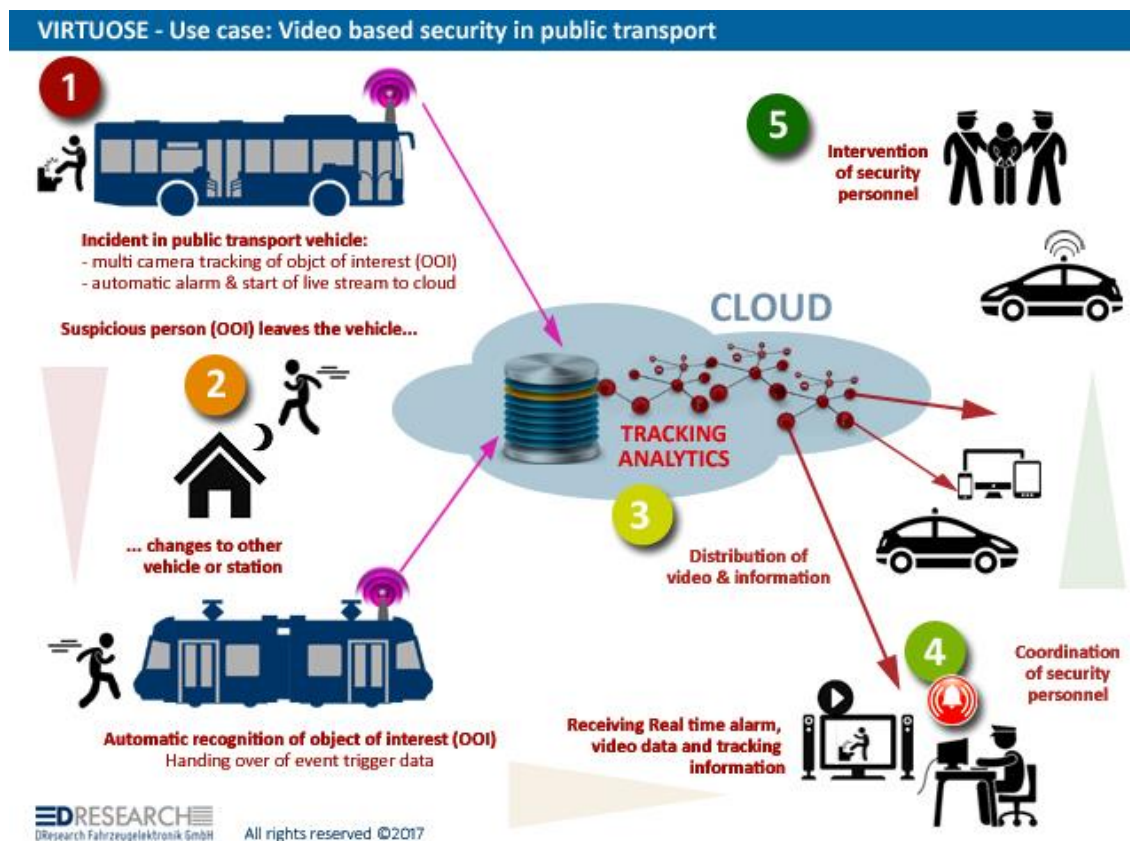 VIRTUOSE - Use case: Video based security in public transport
1
Incident in public transport vehicle:
- multi camera tracking of objct of interest (OOI)
- automatic alarm & start of live stream to cloud
Suspicious person (OOI) leaves the vehicle...
2
... changes to other
vehicle or station
Automatic recognition of object of interest (OOI)
Handing over of event trigger data
CLOUD
TRACKING
ANALYTICS
3
Distribution of
video & information
Receiving Real time alarm,
video data and tracking
information
4
Coordination
of security
personnel
5
Intervention
of security
personnel
DRESEARCH
DResearch Fahrzeugelektronik GmbH
All rights reserved ©2017